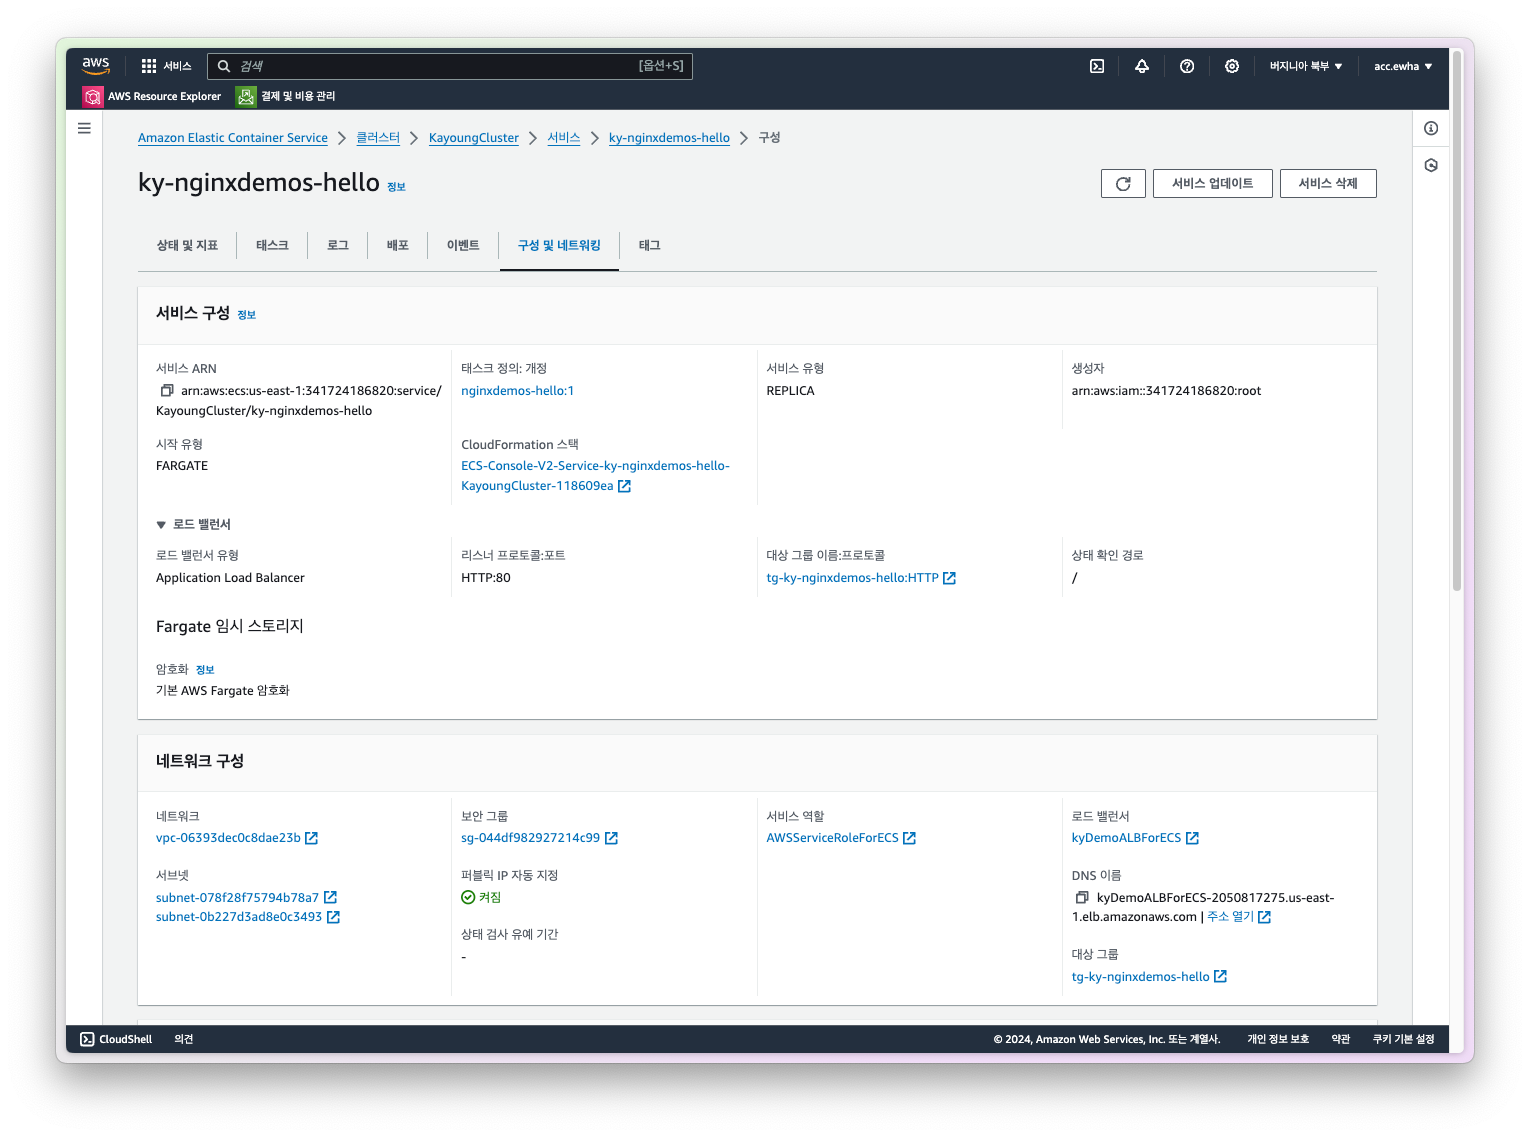 aws
서비스
검색
[옵션+S]
버지니아 북부
acc.ewha
AWS Resource Explorer
결제 및 비용 관리
Amazon Elastic Container Service
클러스터
KayoungCluster
서비스
ky-nginxdemos-hello
구성
ky-nginxdemos-hello 정보
서비스 업데이트
서비스 삭제
상태 및 지표
태스크
로그
배포
이벤트
구성 및 네트워킹
태그
서비스 구성 정보
서비스 ARN
arn:aws:ecs:us-east-1:341724186820:service/
KayoungCluster/ky-nginxdemos-hello
태스크 정의: 개정
nginxdemos-hello:1
서비스 유형
REPLICA
생성자
arn:aws:iam::341724186820:root
시작 유형
FARGATE
CloudFormation 스택
ECS-Console-V2-Service-ky-nginxdemos-hello-
KayoungCluster-118609ea
로드 밸런서
로드 밸런서 유형
Application Load Balancer
리스너 프로토콜:포트
HTTP:80
대상 그룹 이름:프로토콜
tg-ky-nginxdemos-hello:HTTP
상태 확인 경로
/
Fargate 임시 스토리지
암호화 정보
기본 AWS Fargate 암호화
네트워크 구성
네트워크
vpc-06393dec0c8dae23b
서브넷
subnet-078f28f75794b78a7
subnet-0b227d3ad8e0c3493
보안 그룹
sg-044df982927214c99
퍼블릭 IP 자동 지정
켜짐
상태 검사 유예 기간
-
서비스 역할
AWSServiceRoleForECS
로드 밸런서
kyDemoALBForECS
DNS 이름
kyDemoALBForECS-2050817275.us-east-
1.elb.amazonaws.com | 주소 열기
대상 그룹
tg-ky-nginxdemos-hello
CloudShell
의견
© 2024, Amazon Web Services, Inc. 또는 계열사.
개인 정보 보호
약관
쿠키 기본 설정